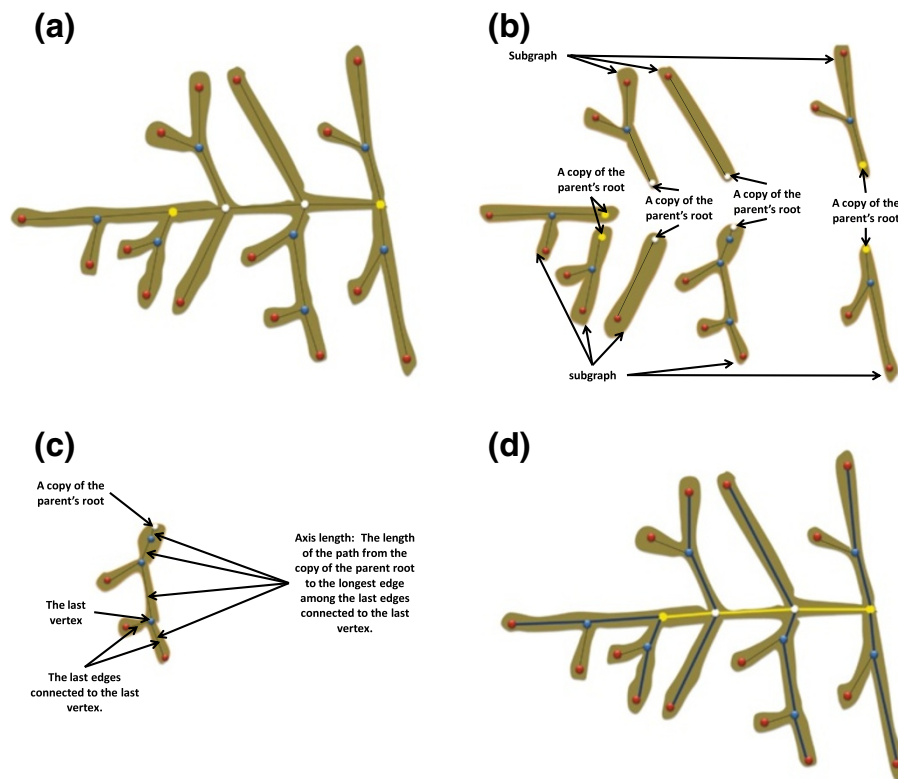 (a)
(b)
Subgraph
A copy of the
parent's root
A copy of the
parent's root
A copy of the
parent's root
A copy of the
parent's root
subgraph
(c)
A copy of the
parent's root
Axis length: The length
of the path from the
copy of the parent root
to the longest edge
among the last edges
connected to the last
vertex.
The last
vertex
The last edges
connected to the last
vertex.
(d)